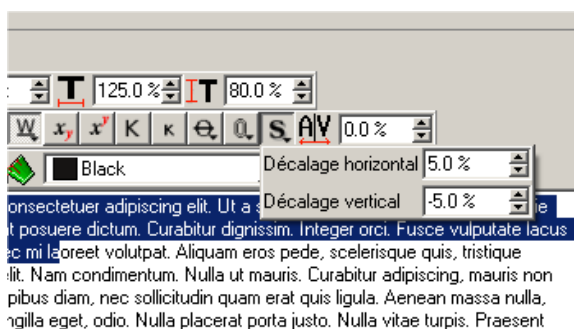 : T 125.0 % T 80.0 %
W x y x y K K O O S A V 0.0 %
Black
Décalage horizontal 5.0 %
Décalage vertical -5.0 %
onsectetuer adipiscing elit. Ut a s ie
t posuere dictum. Curabitur dignissim. Integer orci. Fusce vulputate lacus
ec mi laoreet volutpat. Aliquam eros pede, scelerisque quis, tristique
lit. Nam condimentum. Nulla ut mauris. Curabitur adipiscing, mauris non
pibus diam, nec sollicitudin quam erat quis ligula. Aenean massa nulla,
ngilla eget, odio. Nulla placerat porta justo. Nulla vitae turpis. Praesent